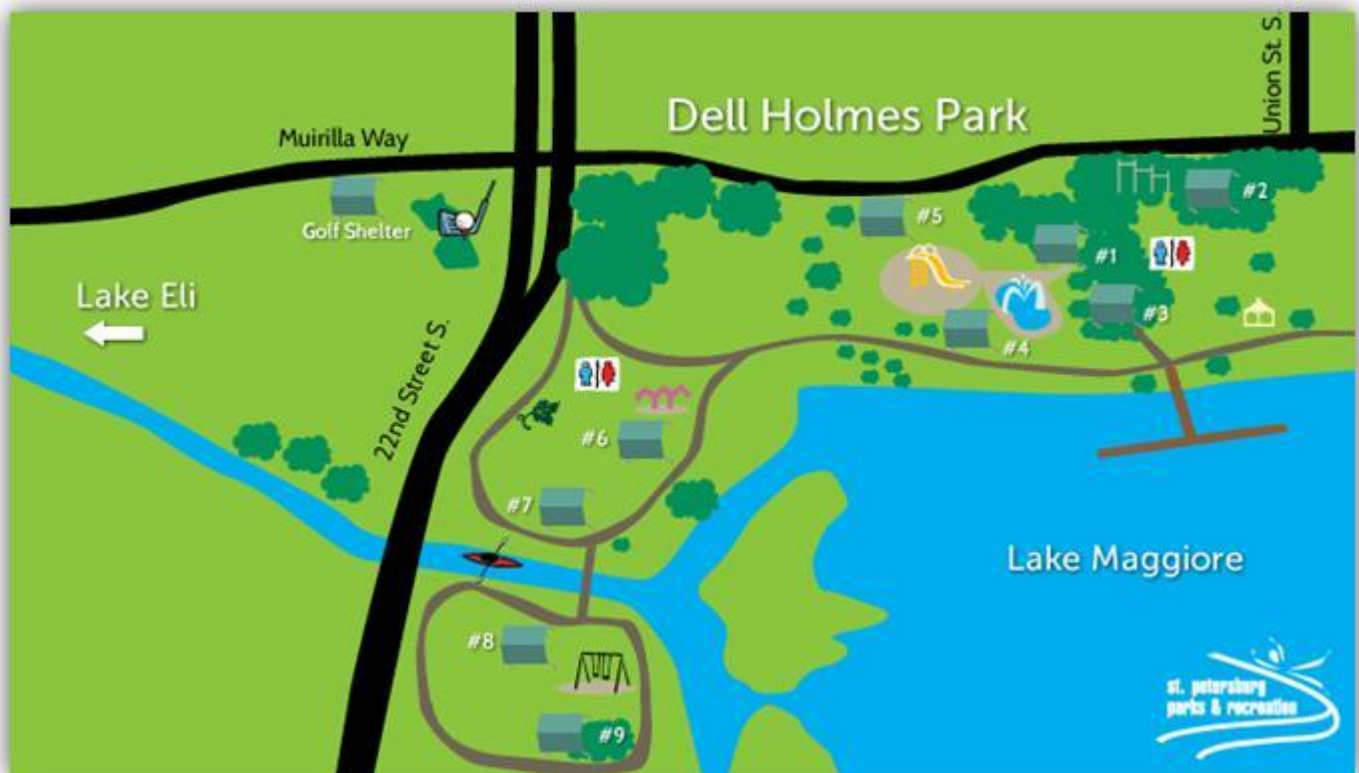 Union St. S.
Dell Holmes Park
Muirilla Way
#2
#5
Golf Shelter
#1
Lake Eli
#3
#4
22nd Street S.
#6
#7
Lake Maggiore
#8
st. petersburg
parks & recreation
#9